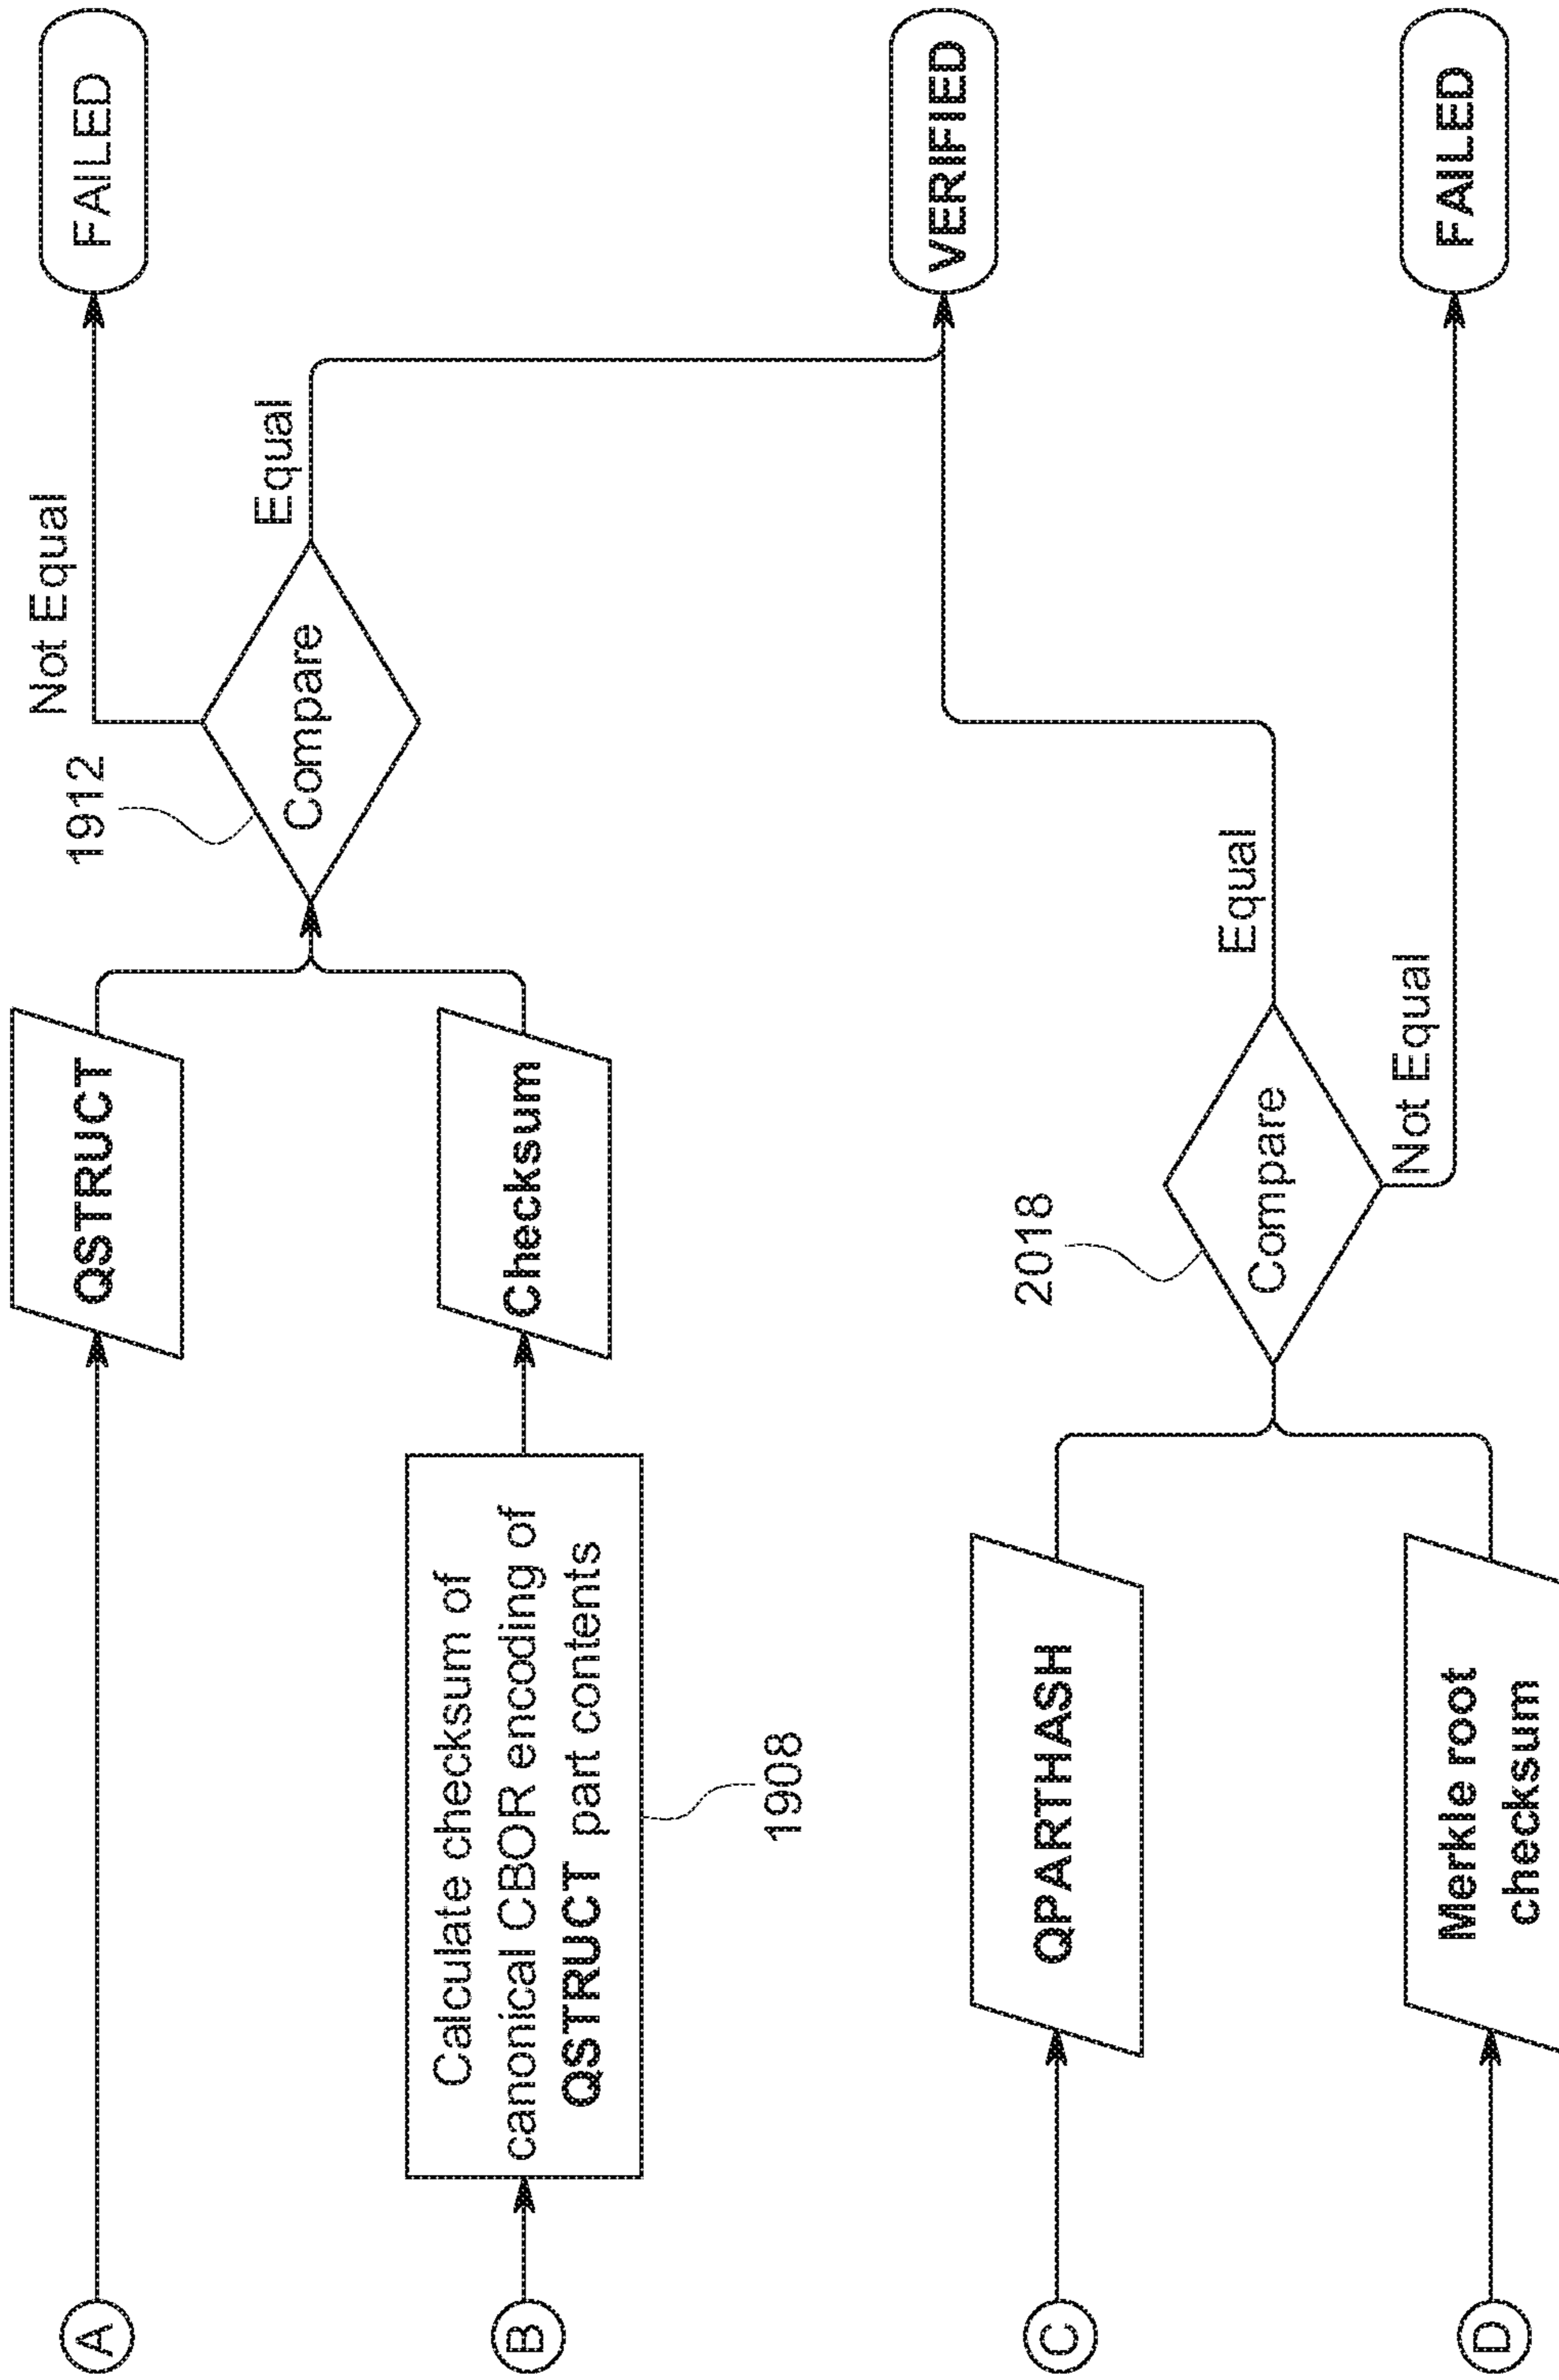 A
QSTRUCT
1912
Compare
Not Equal
FAILED
Equal
B
Calculate checksum of
canonical CBOR encoding of
QSTRUCT part contents
1908
Checksum
VERIFIED
C
QPARTHASH
2018
Compare
Equal
Not Equal
FAILED
D
Merkle root
checksum